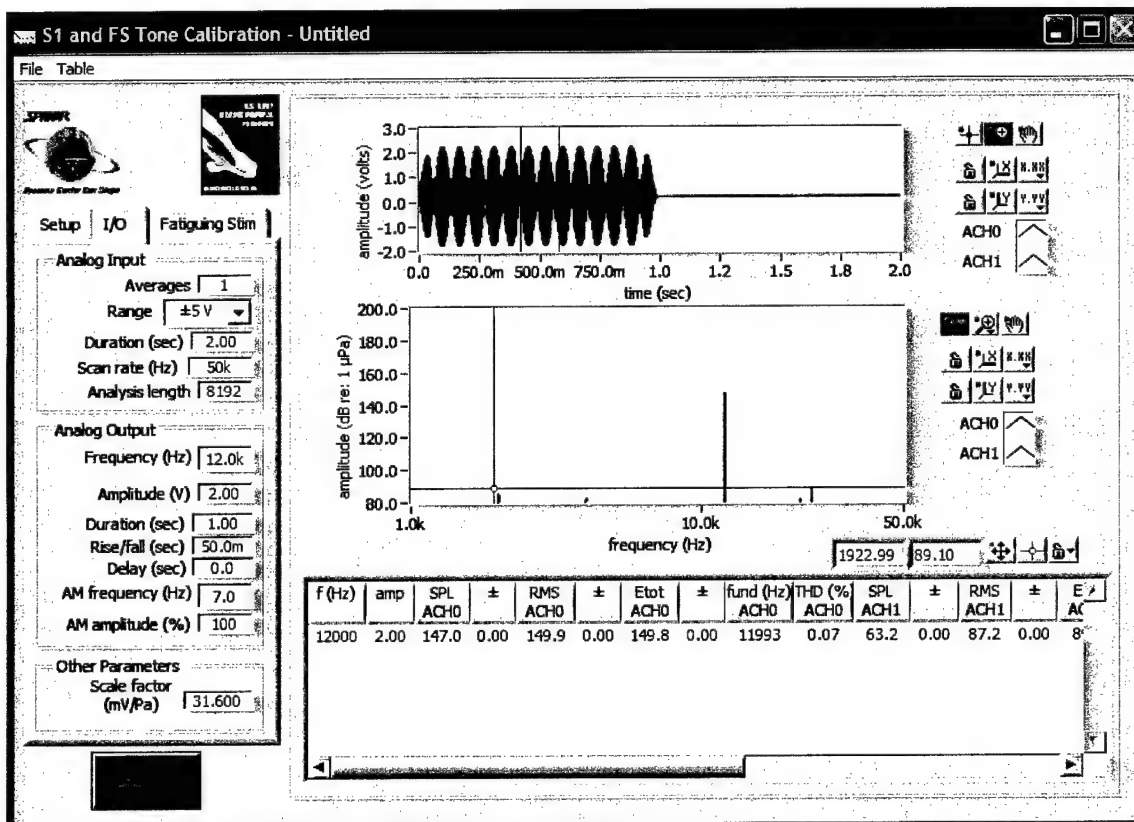 S1 and FS Tone Calibration - Untitled
File Table
Setup I/O Fatiguing Stim
Analog Input
Averages 1
Range ±5 V
Duration (sec) 2.00
Scan rate (Hz) 50k
Analysis length 8192
Analog Output
Frequency (Hz) 12.0k
Amplitude (V) 2.00
Duration (sec) 1.00
Rise/fall (sec) 50.0m
Delay (sec) 0.0
AM frequency (Hz) 7.0
AM amplitude (%) 100
Other Parameters
Scale factor
(mV/Pa) 31.600
amplitude (volts)
3.0
2.0
1.0
0.0
-1.0
-2.0
0.0 250.0m 500.0m 750.0m 1.0 1.2 1.5 1.8 2.0
time (sec)
X.XX
Y.YY
ACH0
ACH1
amplitude (dB re: 1 µPa)
200.0
180.0
160.0
140.0
120.0
100.0
80.0
1.0k 10.0k 50.0k
frequency (Hz)
X.XX
Y.YY
ACH0
ACH1
1922.99 89.10
f (Hz) amp SPL ACH0 ± RMS ACH0 ± Etot ACH0 ± fund (Hz) ACH0 THD (%) ACH0 SPL ACH1 ± RMS ACH1 ±
12000 2.00 147.0 0.00 149.9 0.00 149.8 0.00 11993 0.07 63.2 0.00 87.2 0.00